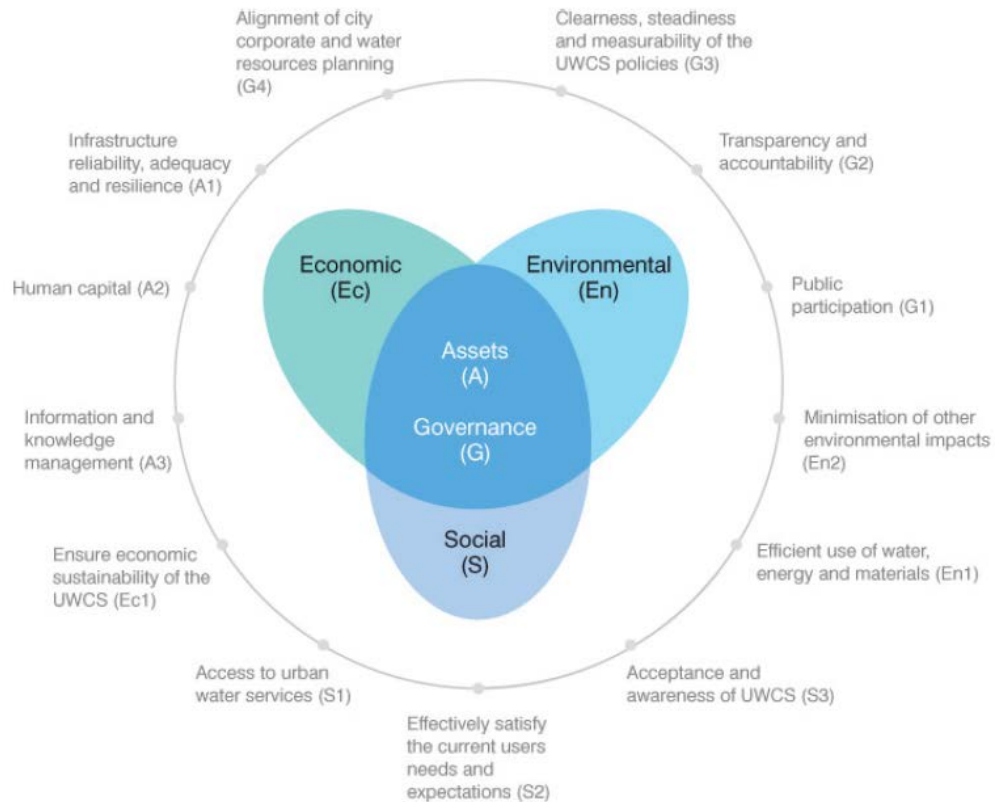 Alignment of city
corporate and water
resources planning
(G4)
Clearness, steadiness
and measurability of the
UWCS policies (G3)
Infrastructure
reliability, adequacy
and resilience (A1)
Transparency and
accountability (G2)
Economic
(Ec)
Environmental
(En)
Human capital (A2)
Public
participation (G1)
Assets
(A)
Governance
(G)
Information and
knowledge
management (A3)
Minimisation of other
environmental impacts
(En2)
Social
(S)
Ensure economic
sustainability of the
UWCS (Ec1)
Efficient use of water,
energy and materials (En1)
Access to urban
water services (S1)
Effectively satisfy
the current users
needs and
expectations (S2)
Acceptance and
awareness of UWCS (S3)